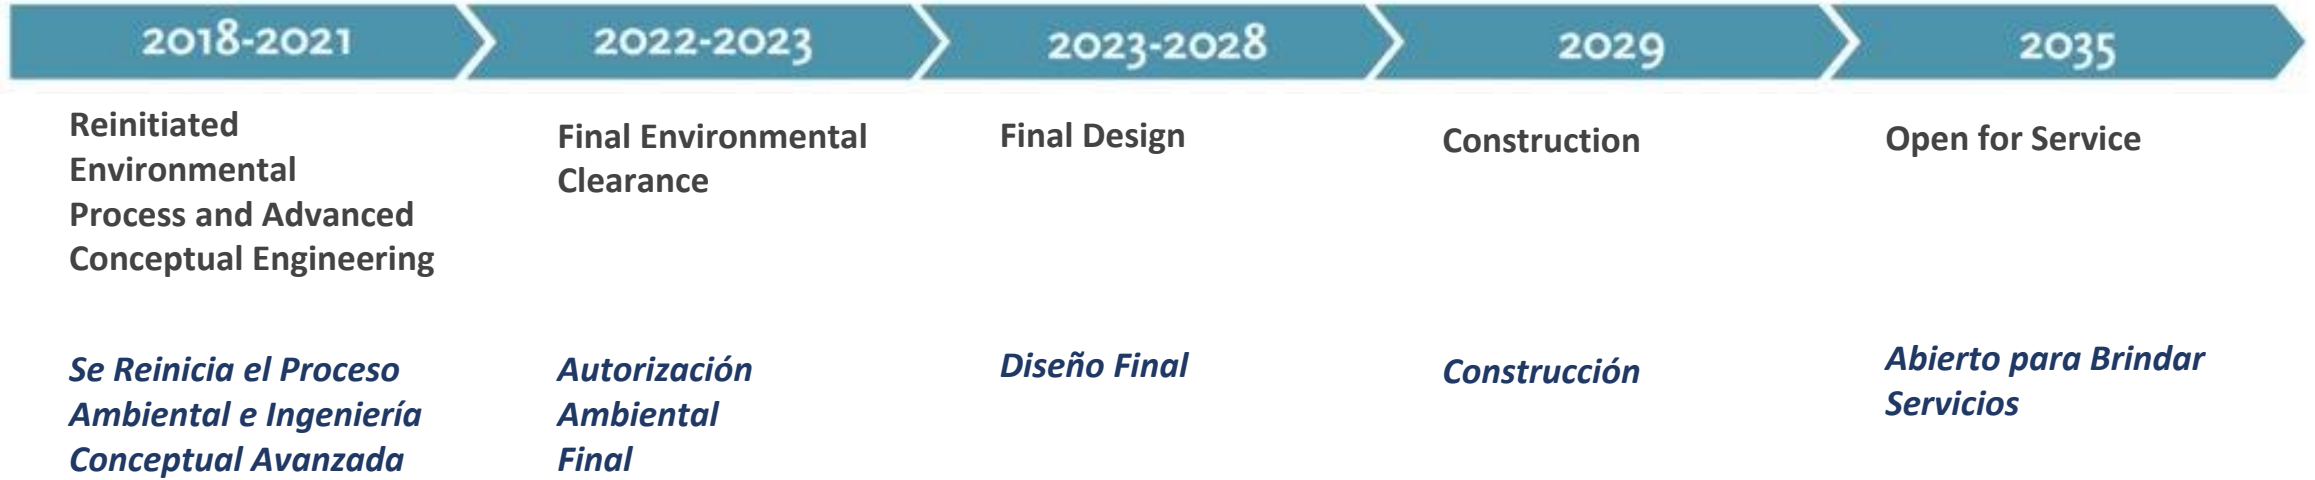 2018-2021
2022-2023
2023-2028
2029
2035
Reinitiated
Environmental
Process and Advanced
Conceptual Engineering
Final Environmental
Clearance
Final Design
Construction
Open for Service
Se Reinicia el Proceso
Ambiental e Ingeniería
Conceptual Avanzada
Autorización
Ambiental
Final
Diseño Final
Construcción
Abierto para Brindar
Servicios